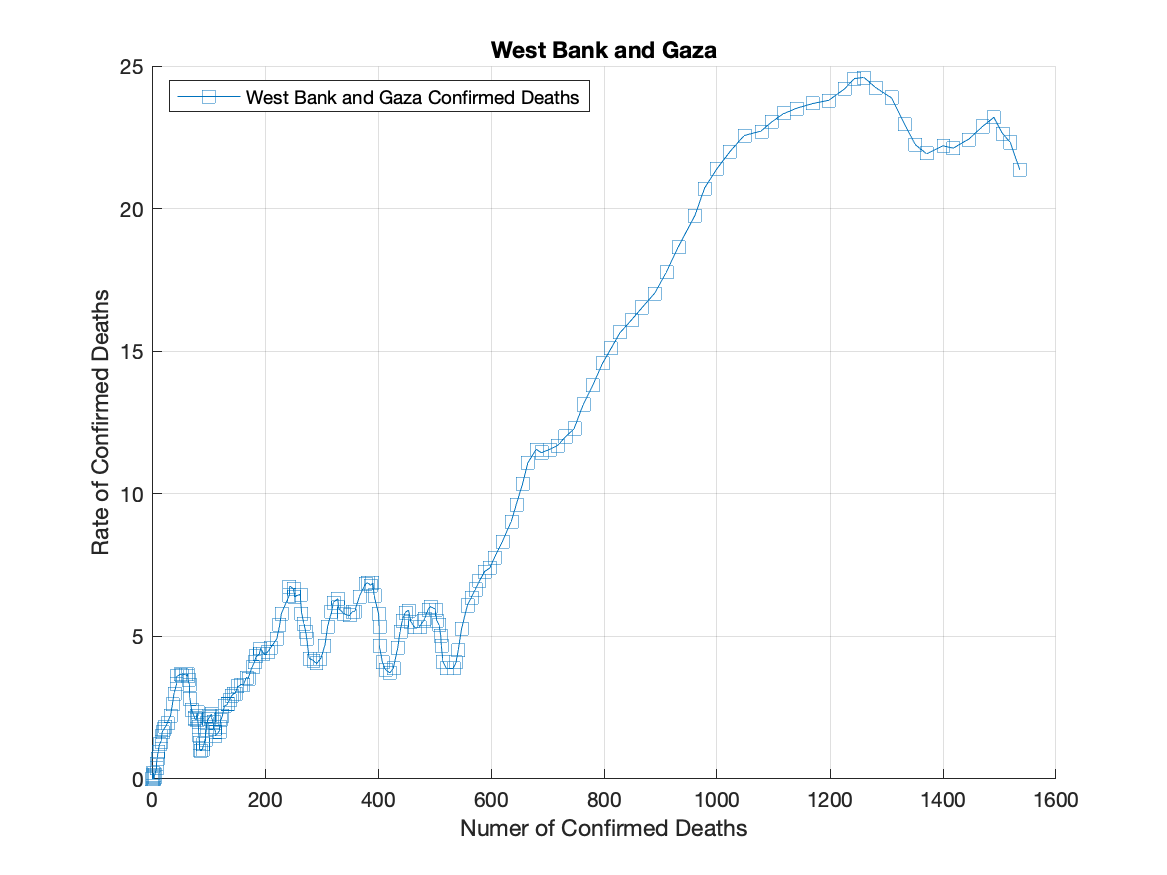 West Bank and Gaza
West Bank and Gaza Confirmed Deaths
25
20
15
10
5
0
Rate of Confirmed Deaths
0 200 400 600 800 1000 1200 1400 1600
Numer of Confirmed Deaths